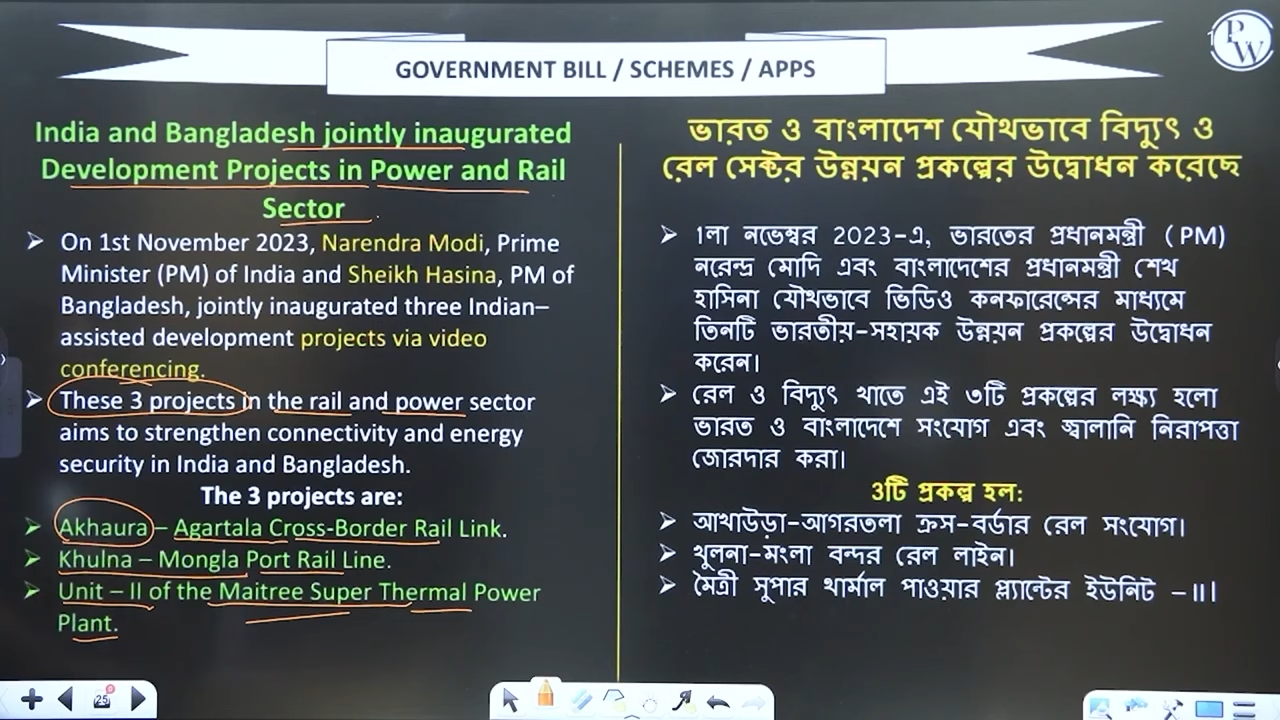 GOVERNMENT BILL / SCHEMES / APPS
PW
India and Bangladesh jointly inaugurated
Development Projects in Power and Rail
Sector
➤ On 1st November 2023, Narendra Modi, Prime
Minister (PM) of India and Sheikh Hasina, PM of
Bangladesh, jointly inaugurated three Indian–
assisted development projects via video
conferencing.
➤ These 3 projects in the rail and power sector
aims to strengthen connectivity and energy
security in India and Bangladesh.
The 3 projects are:
➤ Akhaura – Agartala Cross-Border Rail Link.
➤ Khulna – Mongla Port Rail Line.
➤ Unit – II of the Maitree Super Thermal Power
Plant.
ভারত ও বাংলাদেশ যৌথভাবে বিদ্যুৎ ও
রেল সেক্টর উন্নয়ন প্রকল্পের উদ্বোধন করেছে
➤ 1লা নভেম্বর 2023-এ, ভারতের প্রধানমন্ত্রী (PM)
নরেন্দ্র মোদি এবং বাংলাদেশের প্রধানমন্ত্রী শেখ
হাসিনা যৌথভাবে ভিডিও কনফারেন্সের মাধ্যমে
তিনটি ভারতীয়-সহায়ক উন্নয়ন প্রকল্পের উদ্বোধন
করেন।
➤ রেল ও বিদ্যুৎ খাতে এই ৩টি প্রকল্পের লক্ষ্য হলো
ভারত ও বাংলাদেশে সংযোগ এবং জ্বালানি নিরাপত্তা
জোরদার করা।
৩টি প্রকল্প হল:
➤ আখাউড়া-আগরতলা ক্রস-বর্ডার রেল সংযোগ।
➤ খুলনা-মংলা বন্দর রেল লাইন।
➤ মৈত্রী সুপার থার্মাল পাওয়ার প্ল্যান্টের ইউনিট -II।
25